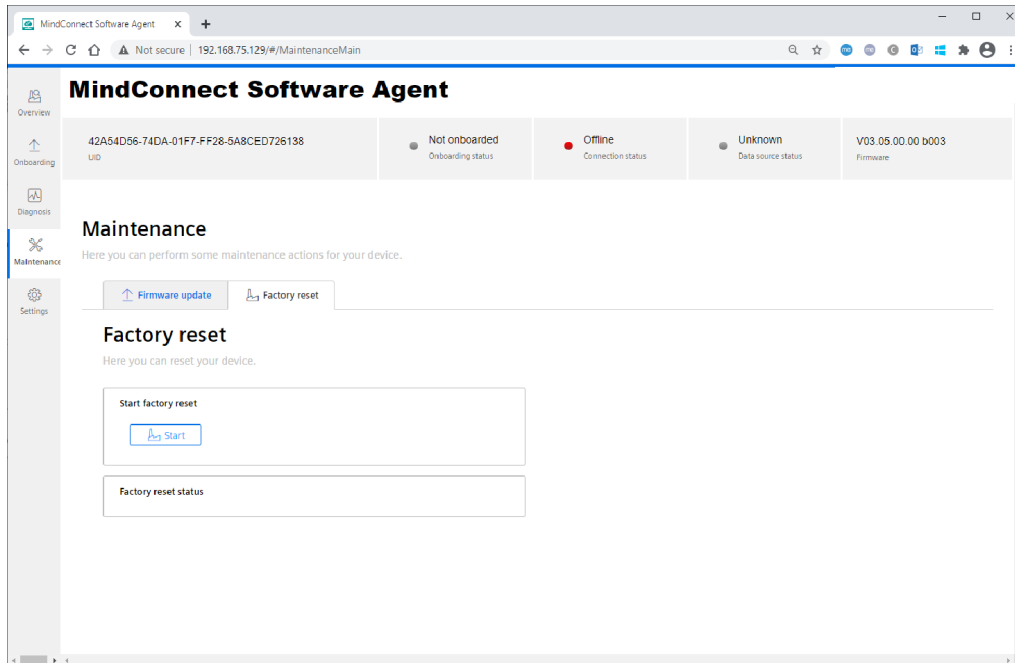 MindConnect Software Agent
Not secure | 192.168.75.129/#/MaintenanceMain
MindConnect Software Agent
Overview
Onboarding
Diagnosis
Maintenance
Settings
42A54D56-74DA-01F7-FF28-5A8CED726138
UID
Not onboarded
Onboarding status
Offline
Connection status
Unknown
Data source status
V03.05.00.00 b003
Firmware
Maintenance
Here you can perform some maintenance actions for your device.
Firmware update
Factory reset
Factory reset
Here you can reset your device.
Start factory reset
Start
Factory reset status